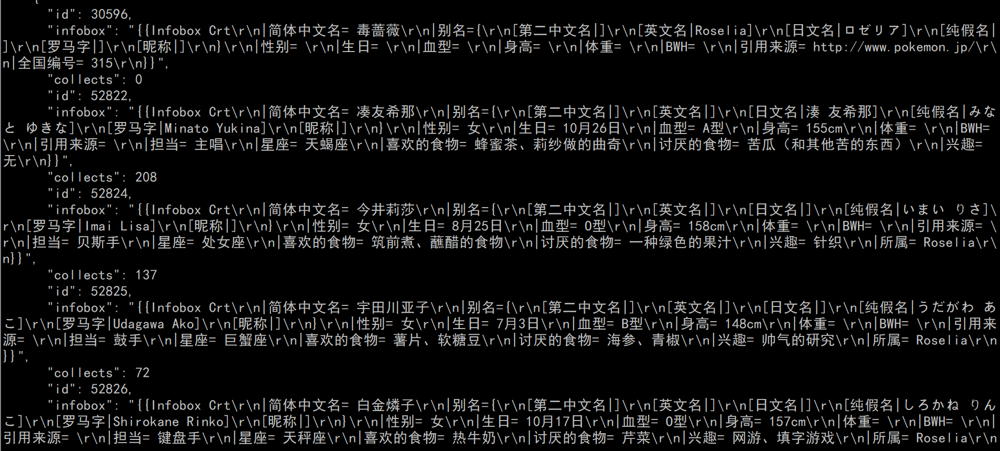 {
"id": 30596,
"infobox": "{{Infobox Crt\r\n|简体中文名= 毒蔷薇\r\n|别名={\r\n[第二中文名|]\r\n[英文名|Roselia]\r\n[日文名|ロゼリア]\r\n[纯假名|
]\r\n[罗马字|]\r\n[昵称|]\r\n}\r\n|性别= \r\n|生日= \r\n|血型= \r\n|身高= \r\n|体重= \r\n|BWH= \r\n|引用来源= http://www.pokemon.jp/\r\
n|全国编号= 315\r\n}}",
"collects": 0
"id": 52822,
"infobox": "{{Infobox Crt\r\n|简体中文名= 凑友希那\r\n|别名={\r\n[第二中文名|]\r\n[英文名|]\r\n[日文名|湊 友希那]\r\n[纯假名|みな
と ゆきな]\r\n[罗马字|Minato Yukina]\r\n[昵称|]\r\n}\r\n|性别= 女\r\n|生日= 10月26日\r\n|血型= A型\r\n|身高= 155cm\r\n|体重= \r\n|BWH=
\r\n|引用来源= \r\n|担当= 主唱\r\n|星座= 天蝎座\r\n|喜欢的食物= 蜂蜜茶、莉纱做的曲奇\r\n|讨厌的食物= 苦瓜（和其他苦的东西）\r\n|兴趣=
无\r\n}}",
"collects": 208
"id": 52824,
"infobox": "{{Infobox Crt\r\n|简体中文名= 今井莉莎\r\n|别名={\r\n[第二中文名|]\r\n[英文名|]\r\n[日文名|]\r\n[纯假名|いまい りさ]\
r\n[罗马字|Imai Lisa]\r\n[昵称|]\r\n}\r\n|性别= 女\r\n|生日= 8月25日\r\n|血型= O型\r\n|身高= 158cm\r\n|体重= \r\n|BWH= \r\n|引用来源= \
r\n|担当= 贝斯手\r\n|星座= 处女座\r\n|喜欢的食物= 筑前煮、蘸醋的食物\r\n|讨厌的食物= 一种绿色的果汁\r\n|兴趣= 针织\r\n|所属= Roselia\r\
n}}",
"collects": 137
"id": 52825,
"infobox": "{{Infobox Crt\r\n|简体中文名= 宇田川亚子\r\n|别名={\r\n[第二中文名|]\r\n[英文名|]\r\n[日文名|]\r\n[纯假名|うだがわ あ
こ]\r\n[罗马字|Udagawa Ako]\r\n[昵称|]\r\n}\r\n|性别= 女\r\n|生日= 7月3日\r\n|血型= B型\r\n|身高= 148cm\r\n|体重= \r\n|BWH= \r\n|引用来
源= \r\n|担当= 鼓手\r\n|星座= 巨蟹座\r\n|喜欢的食物= 薯片、软糖豆\r\n|讨厌的食物= 海参、青椒\r\n|兴趣= 帅气的研究\r\n|所属= Roselia\r\n
}}",
"collects": 72
"id": 52826,
"infobox": "{{Infobox Crt\r\n|简体中文名= 白金燐子\r\n|别名={\r\n[第二中文名|]\r\n[英文名|]\r\n[日文名|]\r\n[纯假名|しろかね りん
こ]\r\n[罗马字|Shirokane Rinko]\r\n[昵称|]\r\n}\r\n|性别= 女\r\n|生日= 10月17日\r\n|血型= O型\r\n|身高= 157cm\r\n|体重= \r\n|BWH= \r\n|
引用来源= \r\n|担当= 键盘手\r\n|星座= 天秤座\r\n|喜欢的食物= 热牛奶\r\n|讨厌的食物= 芹菜\r\n|兴趣= 网游、填字游戏\r\n|所属= Roselia\r\n